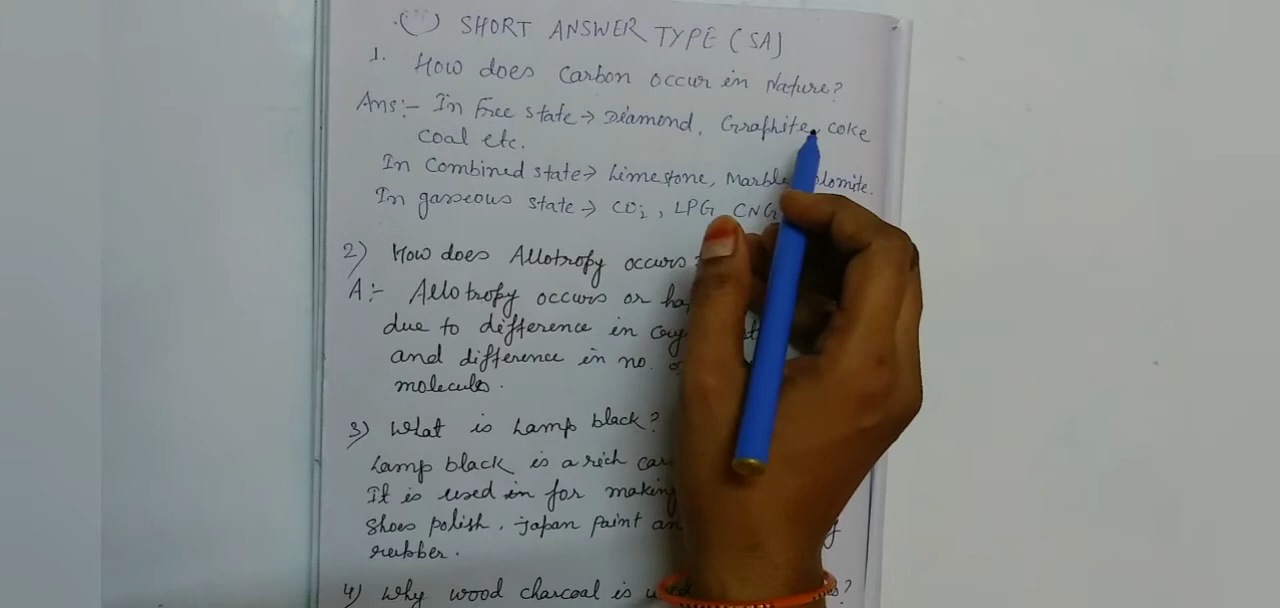 (ii) SHORT ANSWER TYPE (SA)
1. How does Carbon occur in Nature?
Ans:- In Free state → Diamond, Graphite, coke
coal etc.
In Combined state → Limestone, Marble
In gaseous state → CO2, LPG, CNG
2) How does Allotropy occurs
A:- Allotropy occurs or
due to difference in
and difference in no.
molecules.
3) What is Lamp black?
Lamp black is a rich
It is used in for making
Shoes polish, Japan paint
rubber.
4) Why wood charcoal is